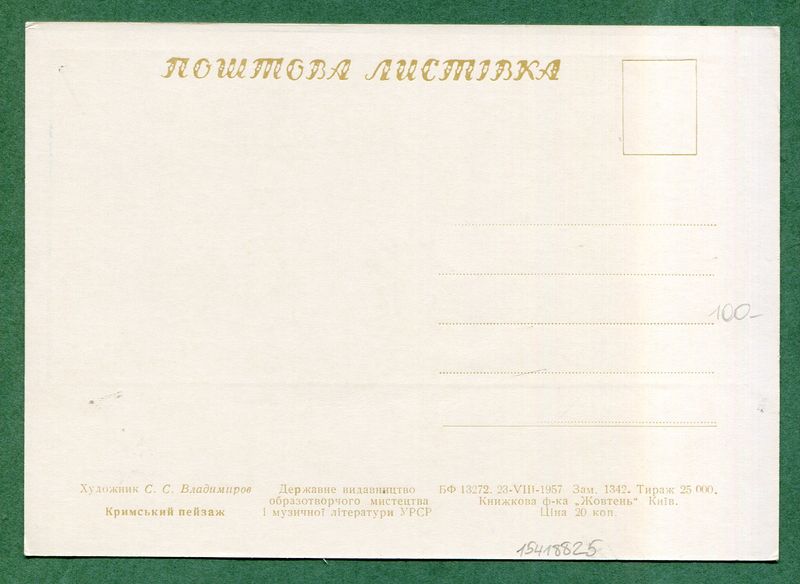 ПОШТОВА ЛИСТІВКА
100-
Художник С. С. Владимиров
Кримський пейзаж
Державне видавництво
образотворчого мистецтва
і музичної літератури УРСР
БФ 13272. 23-VIII-1957 Зам. 1342. Тираж 25 000.
Книжкова ф-ка „Жовтень" Київ.
Ціна 20 коп.
15418825